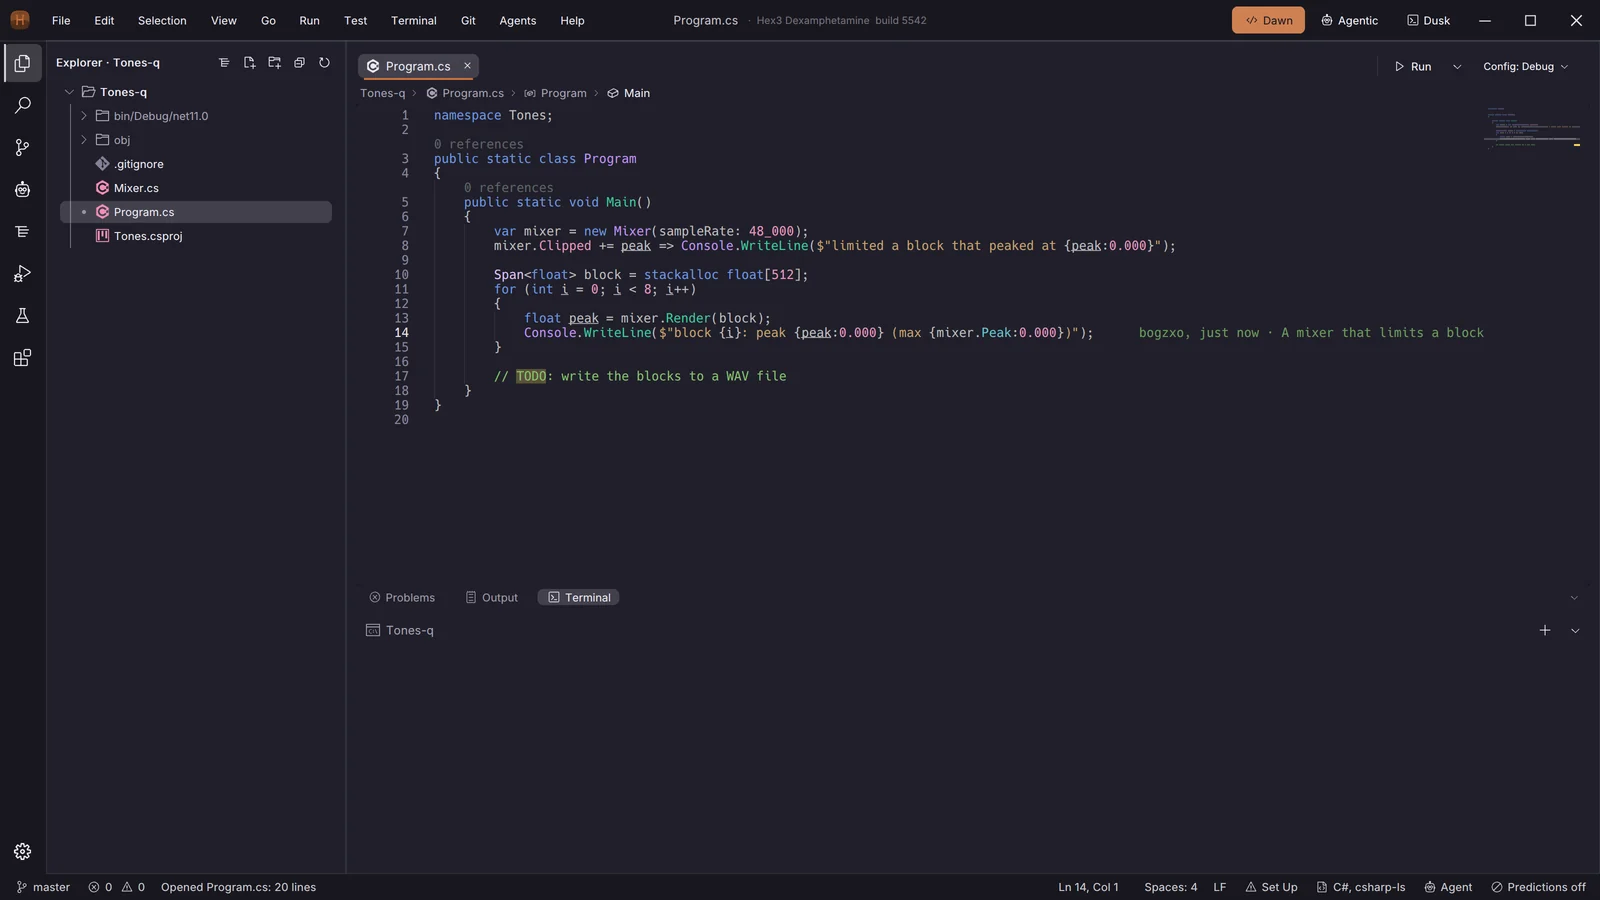 H File Edit Selection View Go Run Test Terminal Git Agents Help Program.cs · Hex3 Dexamphetamine build 5542 Dawn Agentic Dusk
Explorer · Tones-q
Tones-q
bin/Debug/net11.0
obj
.gitignore
Mixer.cs
Program.cs
Tones.csproj
Program.cs
Run Config: Debug
Tones-q Program.cs Program Main
1 namespace Tones;
2
0 references
3 public static class Program
4 {
0 references
5 public static void Main()
6 {
7 var mixer = new Mixer(sampleRate: 48_000);
8 mixer.Clipped += peak => Console.WriteLine($"limited a block that peaked at {peak:0.000}");
9
10 Span<float> block = stackalloc float[512];
11 for (int i = 0; i < 8; i++)
12 {
13 float peak = mixer.Render(block);
14 Console.WriteLine($"block {i}: peak {peak:0.000} (max {mixer.Peak:0.000})"); bogzxo, just now · A mixer that limits a block
15 }
16
17 // TODO: write the blocks to a WAV file
18 }
19 }
20
Problems Output Terminal
Tones-q
master 0 0 Opened Program.cs: 20 lines Ln 14, Col 1 Spaces: 4 LF Set Up C#, csharp-ls Agent Predictions off